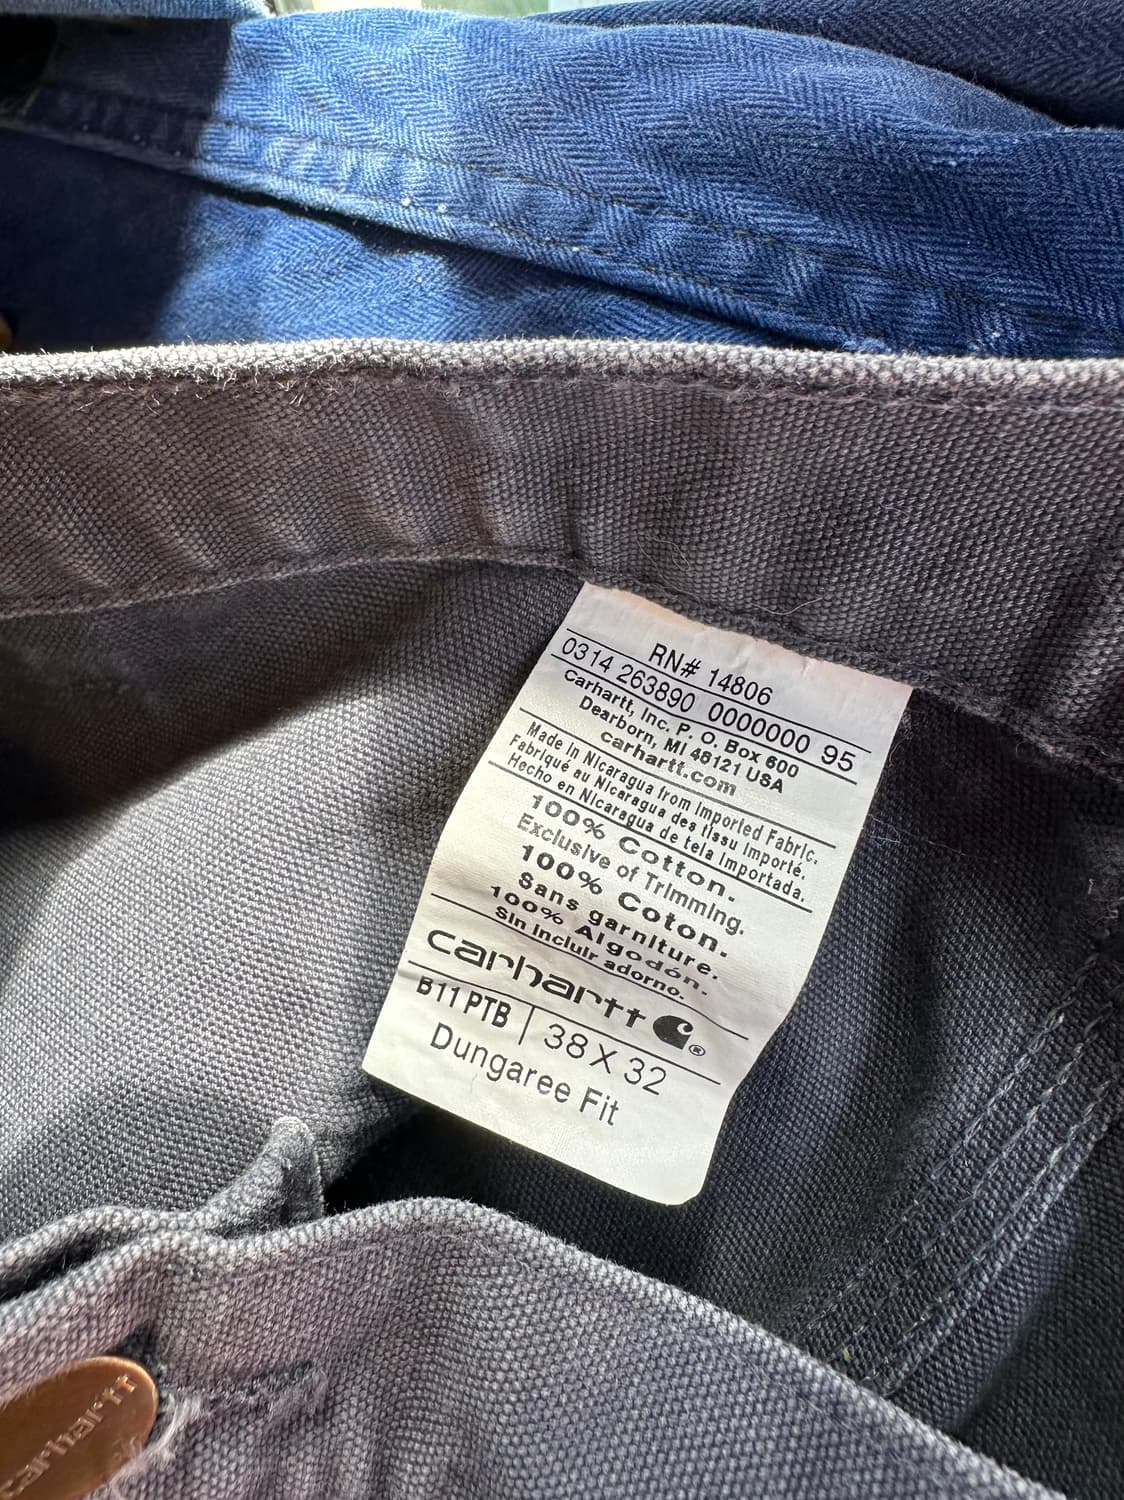 RN# 14806
0314 263890 0000000 95
Carhartt, Inc. P. O. Box 600
Dearborn, MI 48121 USA
carhartt.com
Made in Nicaragua from Imported Fabric.
Fabriqué au Nicaragua des tissu importé.
Hecho en Nicaragua de tela importada.
100% Cotton.
Exclusive of Trimming.
100% Coton.
Sans garniture.
100% Algodón.
Sin incluir adorno.
carhartt ®
B11 PTB | 38 X 32
Dungaree Fit